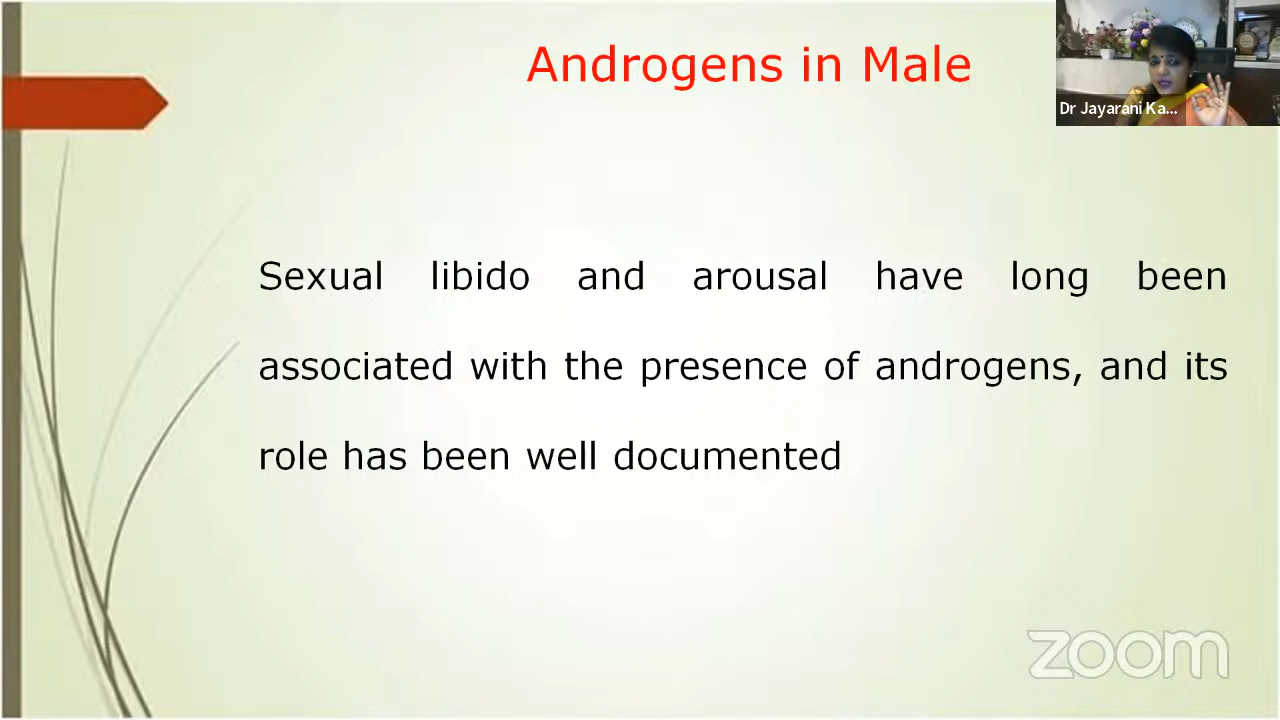 Androgens in Male
Dr Jayarani Ka...
Sexual libido and arousal have long been
associated with the presence of androgens, and its
role has been well documented
zoom